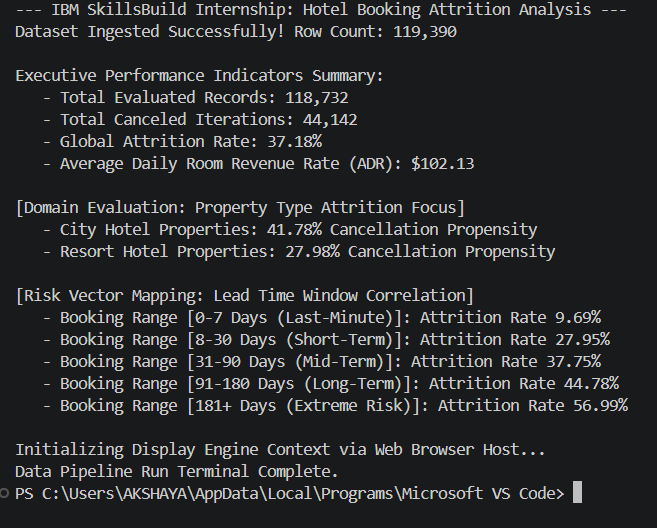 --- IBM SkillsBuild Internship: Hotel Booking Attrition Analysis ---
Dataset Ingested Successfully! Row Count: 119,390
Executive Performance Indicators Summary:
- Total Evaluated Records: 118,732
- Total Canceled Iterations: 44,142
- Global Attrition Rate: 37.18%
- Average Daily Room Revenue Rate (ADR): $102.13
[Domain Evaluation: Property Type Attrition Focus]
- City Hotel Properties: 41.78% Cancellation Propensity
- Resort Hotel Properties: 27.98% Cancellation Propensity
[Risk Vector Mapping: Lead Time Window Correlation]
- Booking Range [0-7 Days (Last-Minute)]: Attrition Rate 9.69%
- Booking Range [8-30 Days (Short-Term)]: Attrition Rate 27.95%
- Booking Range [31-90 Days (Mid-Term)]: Attrition Rate 37.75%
- Booking Range [91-180 Days (Long-Term)]: Attrition Rate 44.78%
- Booking Range [181+ Days (Extreme Risk)]: Attrition Rate 56.99%
Initializing Display Engine Context via Web Browser Host...
Data Pipeline Run Terminal Complete.
PS C:\Users\AKSHAYA\AppData\Local\Programs\Microsoft VS Code>